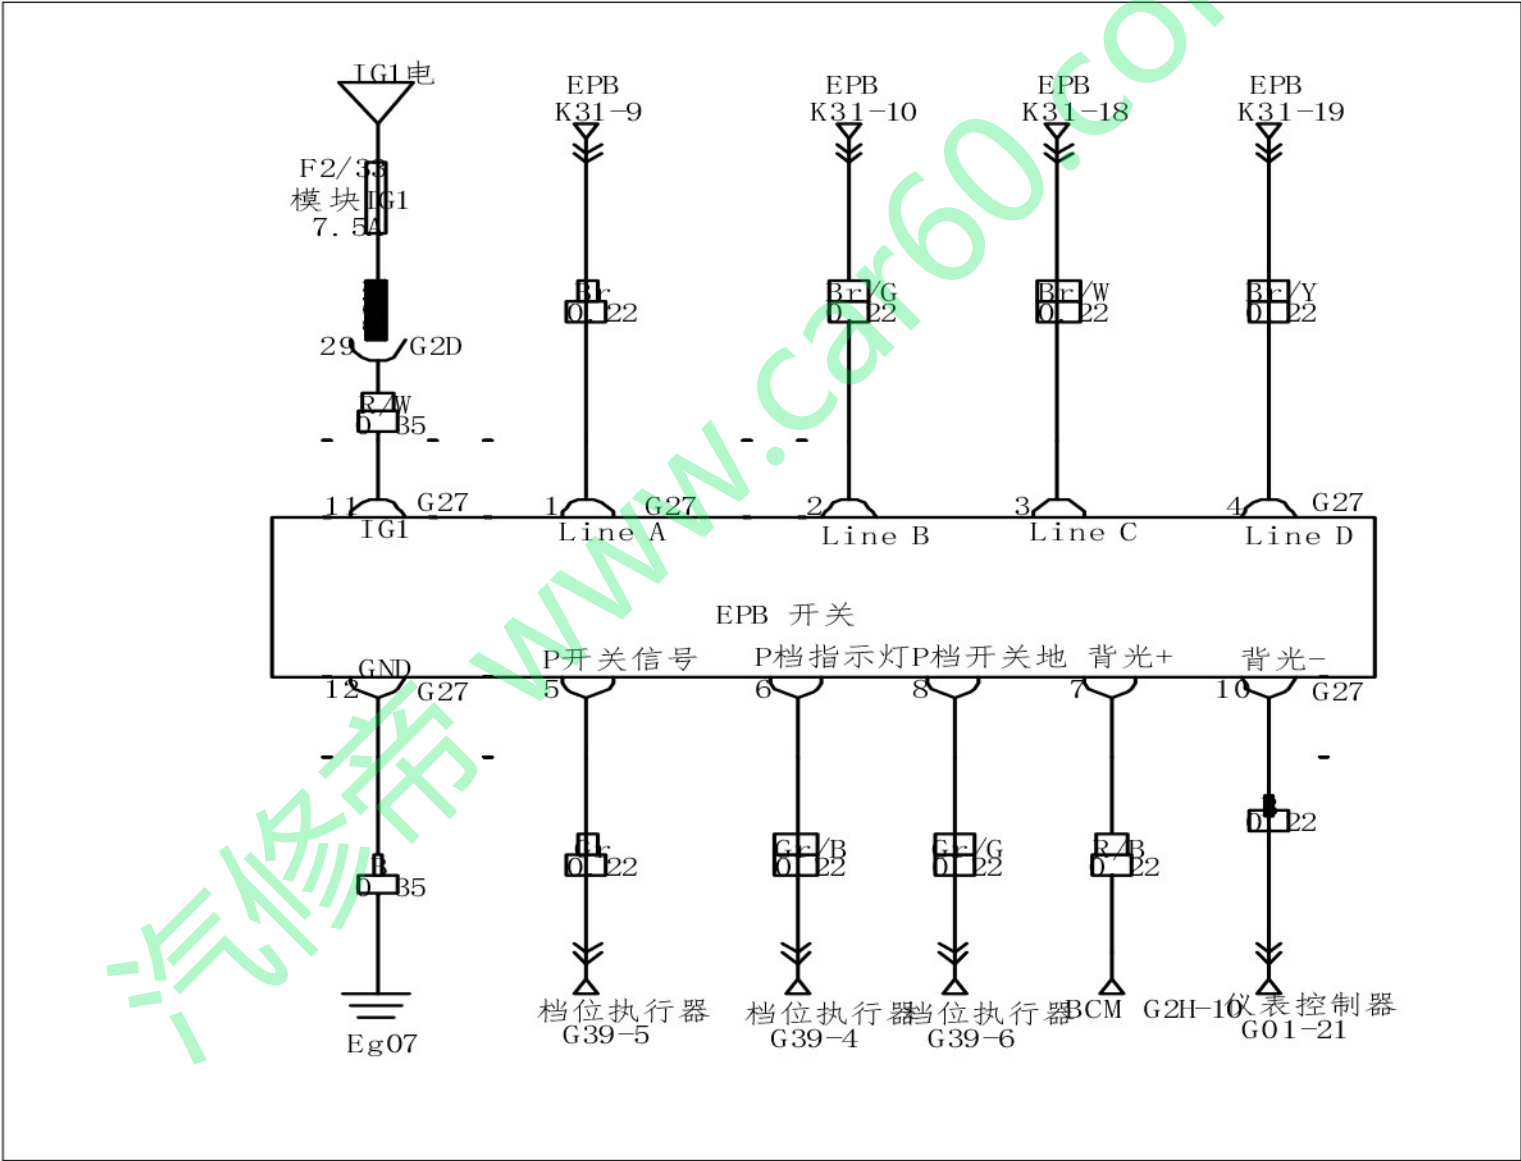 IG1电
EPB
K31-9
EPB
K31-10
EPB
K31-18
EPB
K31-19
F2/33
模块IG1
7.5A
Br
0.22
Br/G
0.22
Br/W
0.22
Br/Y
0.22
29 G2D
R/W
0.35
11 G27
1 G27
2
3
4 G27
IG1
Line A
Line B
Line C
Line D
EPB 开关
GND
P开关信号
P档指示灯
P档开关地
背光+
背光-
12 G27
5
6
8
7
10 G27
B
0.35
Gr
0.22
Gr/B
0.22
Gr/G
0.22
R/B
0.22
B
0.22
Eg07
档位执行器
G39-5
档位执行器
G39-4
档位执行器
G39-6
BCM G2H-10
仪表控制器
G01-21
汽修帝 www.car60.co